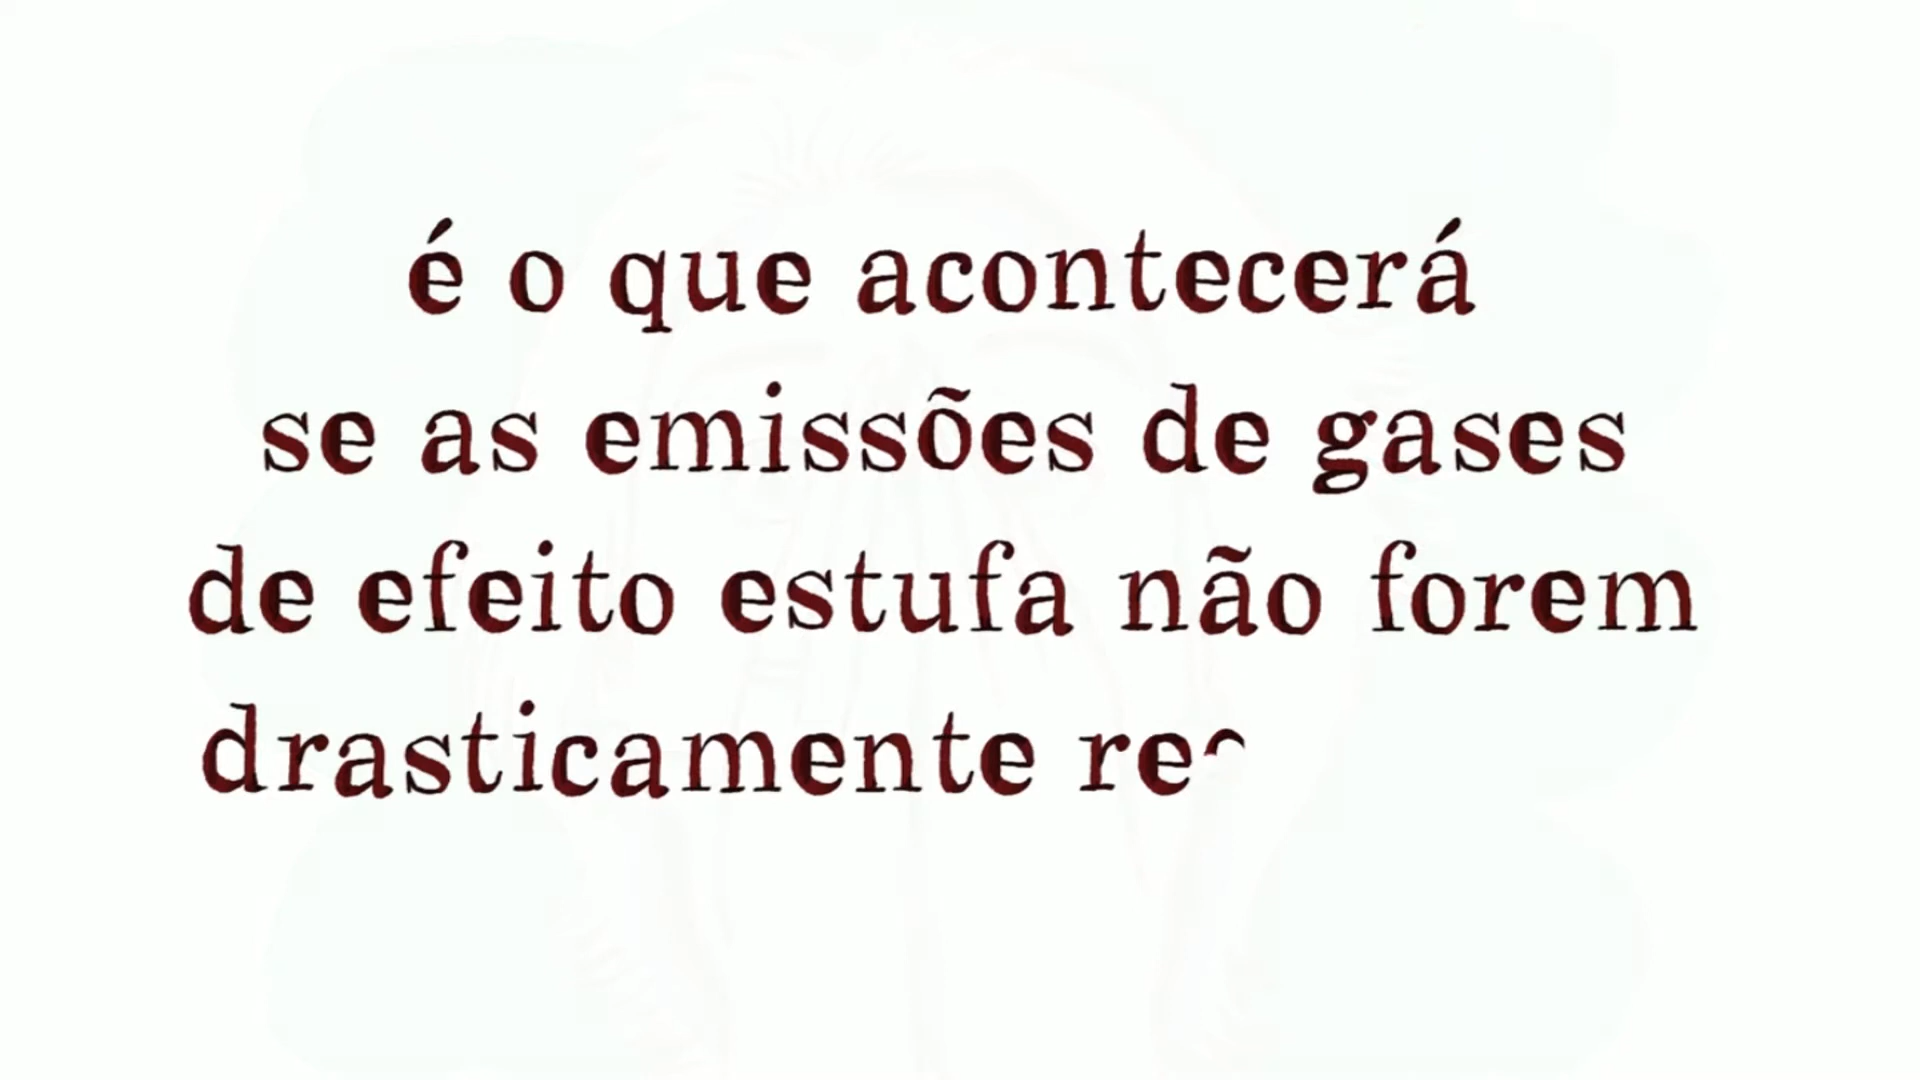 é o que acontecerá
se as emissões de gases
de efeito estufa não forem
drasticamente re